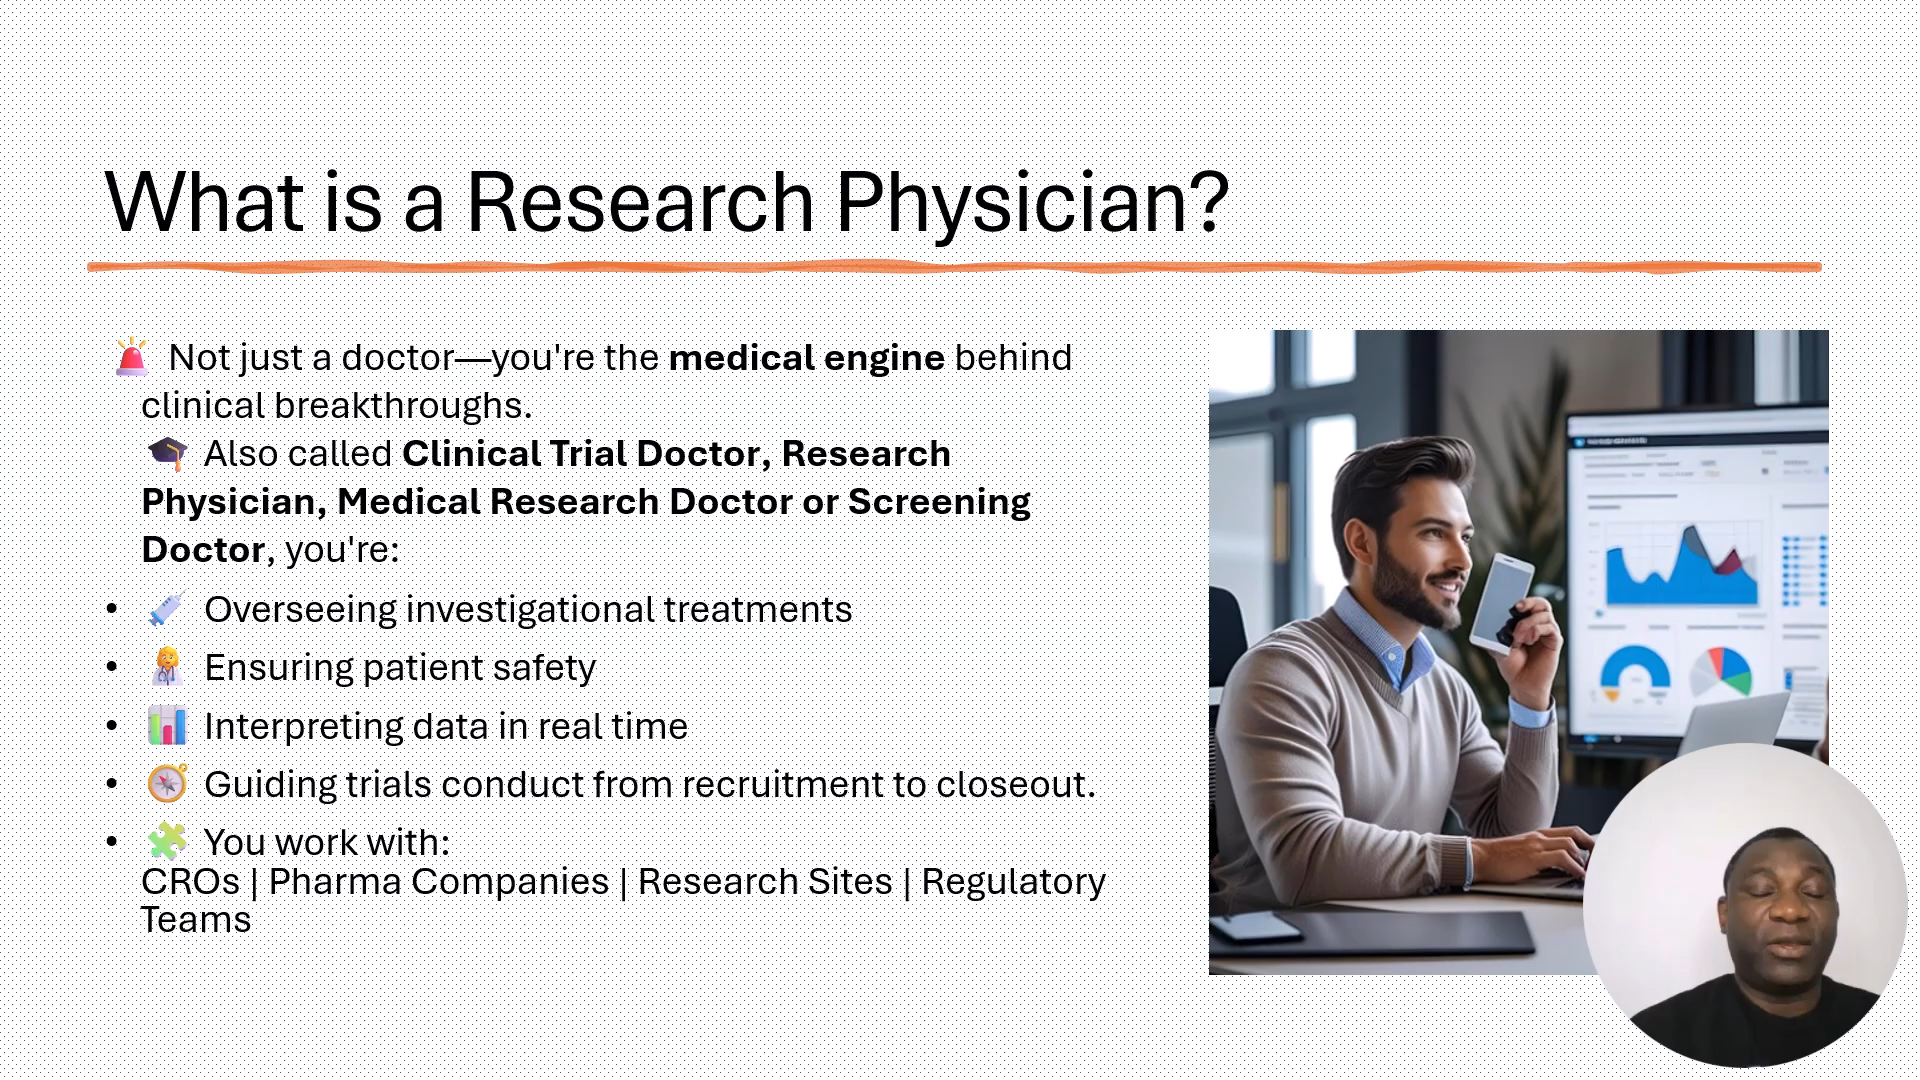 What is a Research Physician?
🚨 Not just a doctor—you're the medical engine behind
clinical breakthroughs.
🎓 Also called Clinical Trial Doctor, Research
Physician, Medical Research Doctor or Screening
Doctor, you're:
• 💉 Overseeing investigational treatments
• 👩‍⚕️ Ensuring patient safety
• 📊 Interpreting data in real time
• 🧭 Guiding trials conduct from recruitment to closeout.
• 🧩 You work with:
CROs | Pharma Companies | Research Sites | Regulatory
Teams